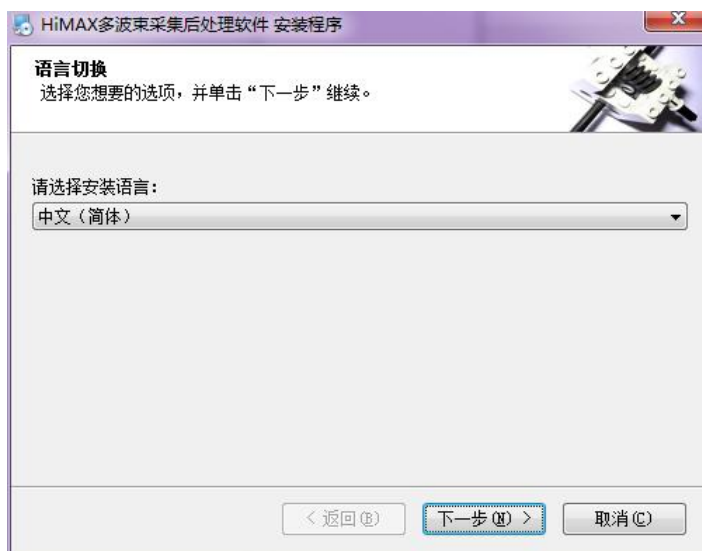 HiMAX多波束采集后处理软件 安装程序
语言切换
选择您想要的选项，并单击“下一步”继续。
请选择安装语言：
中文（简体）
< 返回(B)
下一步(N) >
取消(C)